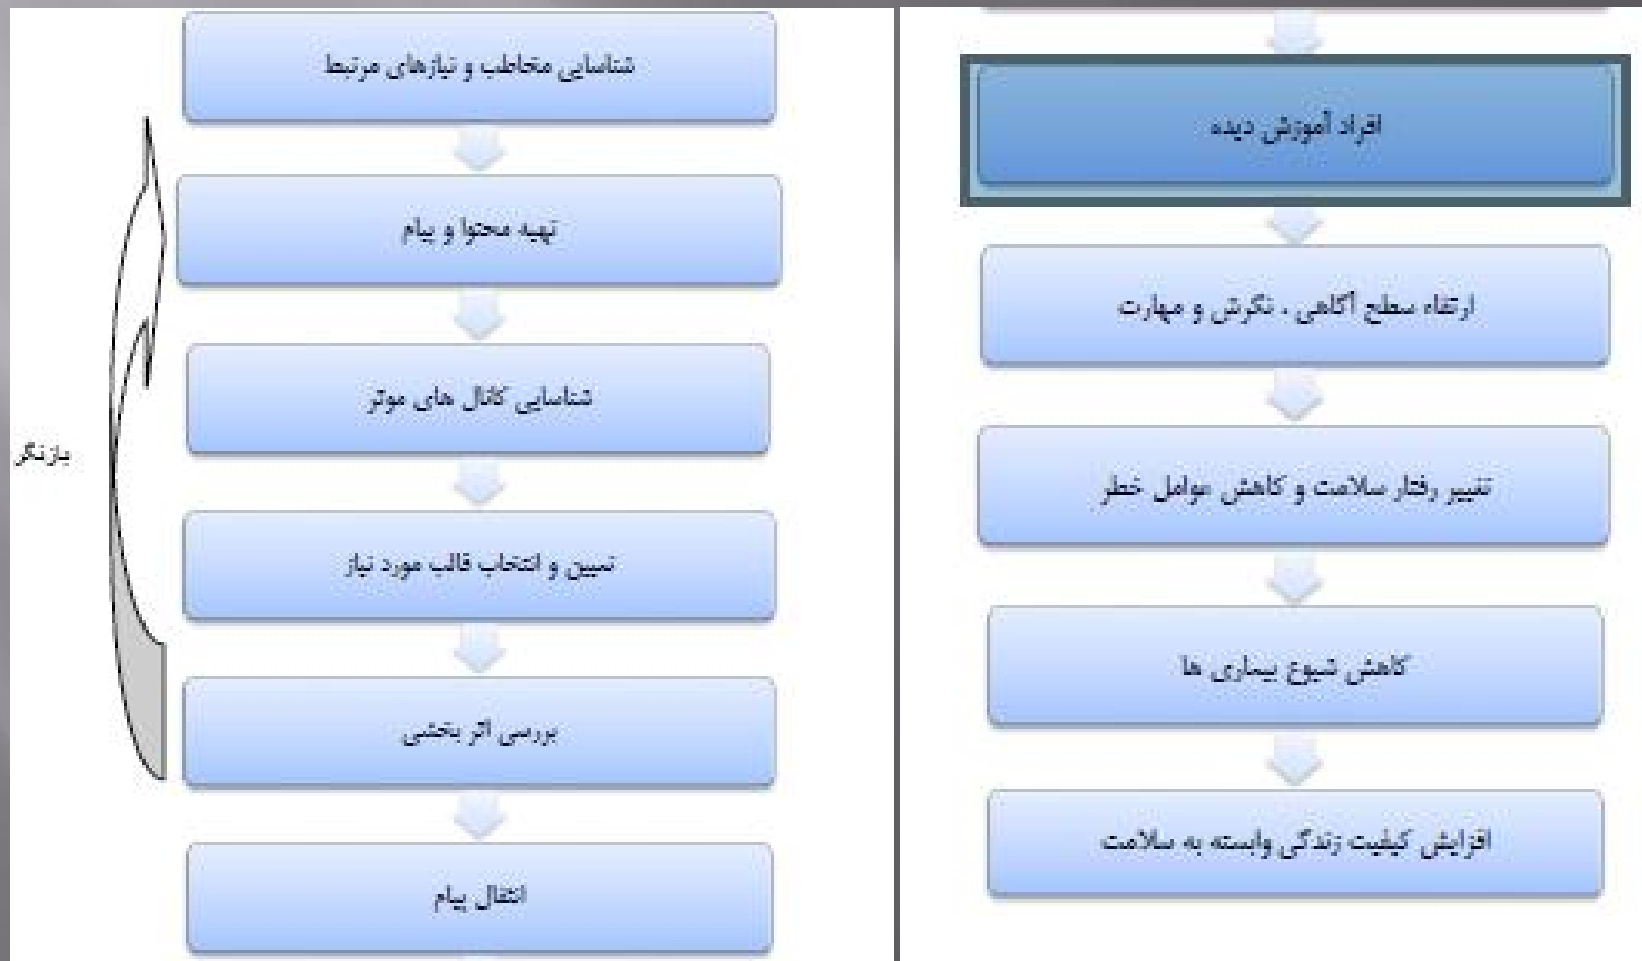 شناسایی مخاطب و نیازهای مرتبط
تهیه محتوا و پیام
شناسایی کانال های موثر
تعیین و انتخاب قالب مورد نیاز
بررسی اثر بخشی
انتقال پیام
بازنگر
افراد آموزش دیده
ارتقاء سطح آگاهی ، نگرش و مهارت
تغییر رفتار سلامت و کاهش عوامل خطر
کاهش شیوع بیماری ها
افزایش کیفیت زندگی وابسته به سلامت